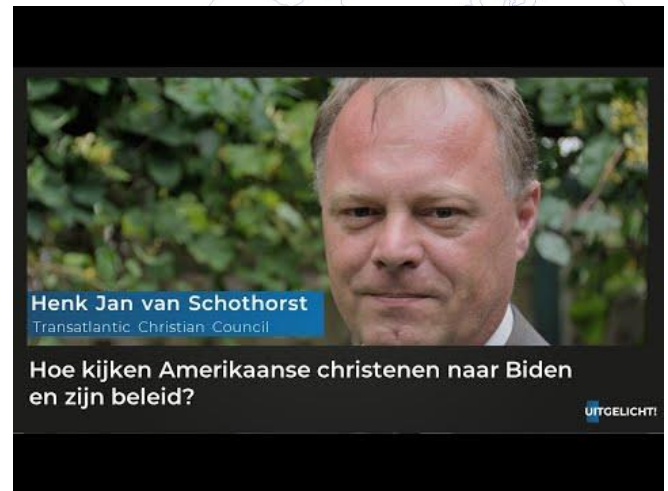 Henk Jan van Schothorst
Transatlantic Christian Council
Hoe kijken Amerikaanse christenen naar Biden
en zijn beleid?
UITGELICHT!